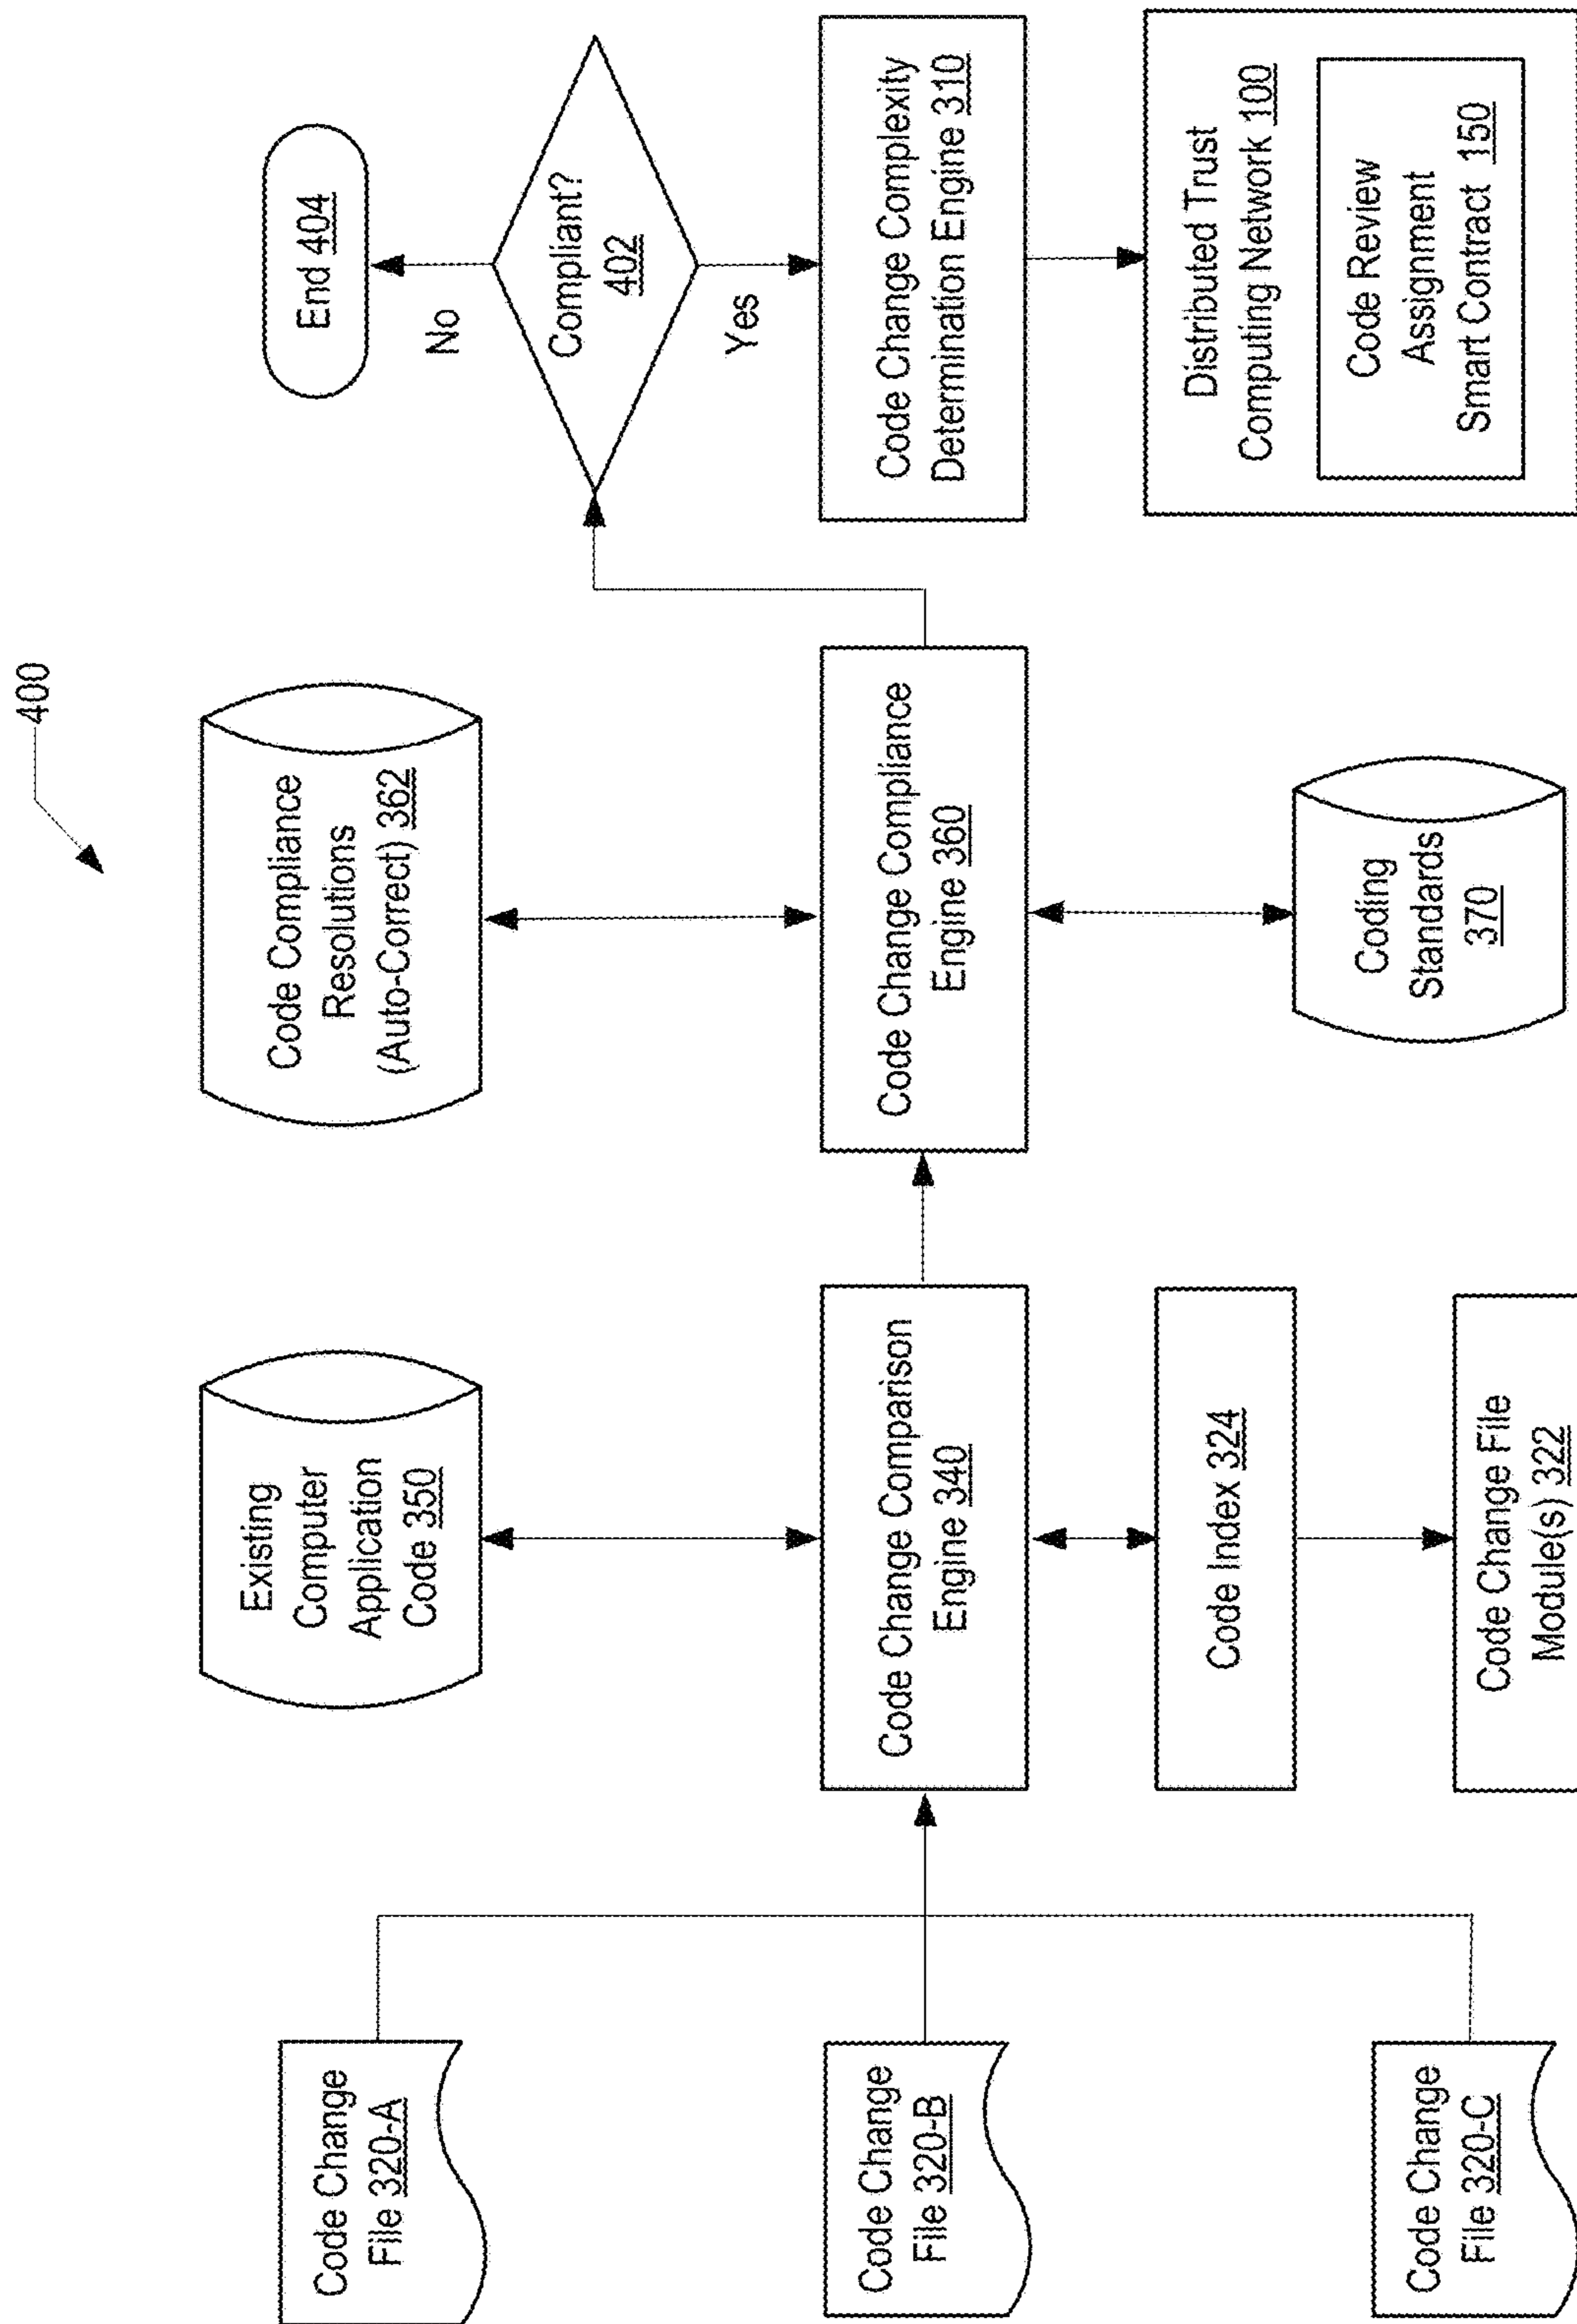 400
Code Change
File 320-A
Code Change
File 320-B
Code Change
File 320-C
Existing
Computer
Application
Code 350
Code Change Comparison
Engine 340
Code Index 324
Code Change File
Module(s) 322
Code Compliance
Resolutions
(Auto-Correct) 362
Code Change Compliance
Engine 360
Coding
Standards
370
End 404
No
Compliant?
402
Yes
Code Change Complexity
Determination Engine 310
Distributed Trust
Computing Network 100
Code Review
Assignment
Smart Contract 150